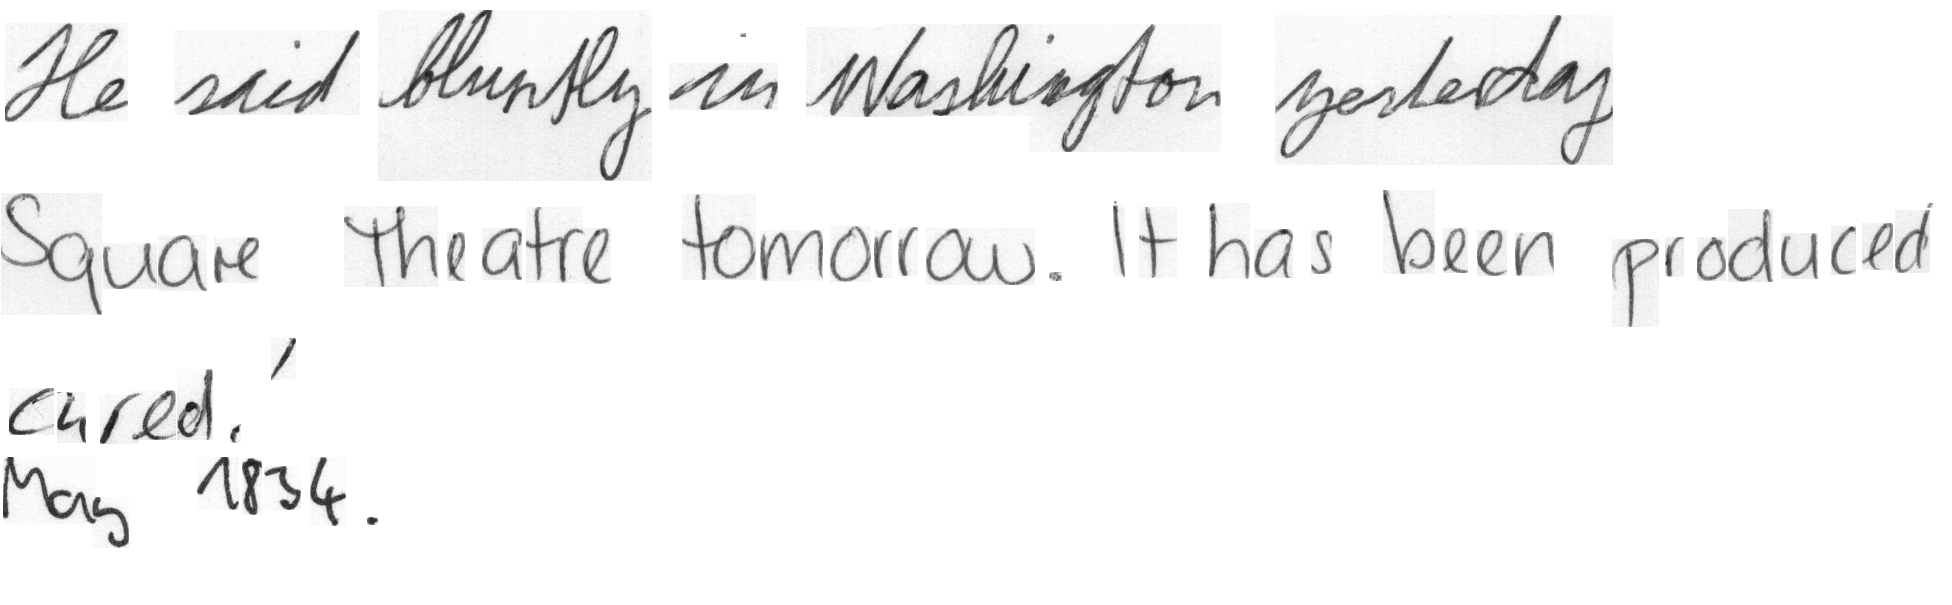 He said bluntly in Washington yesterday
Square Theatre tomorrow. It has been produced
cured.'
May 1834.